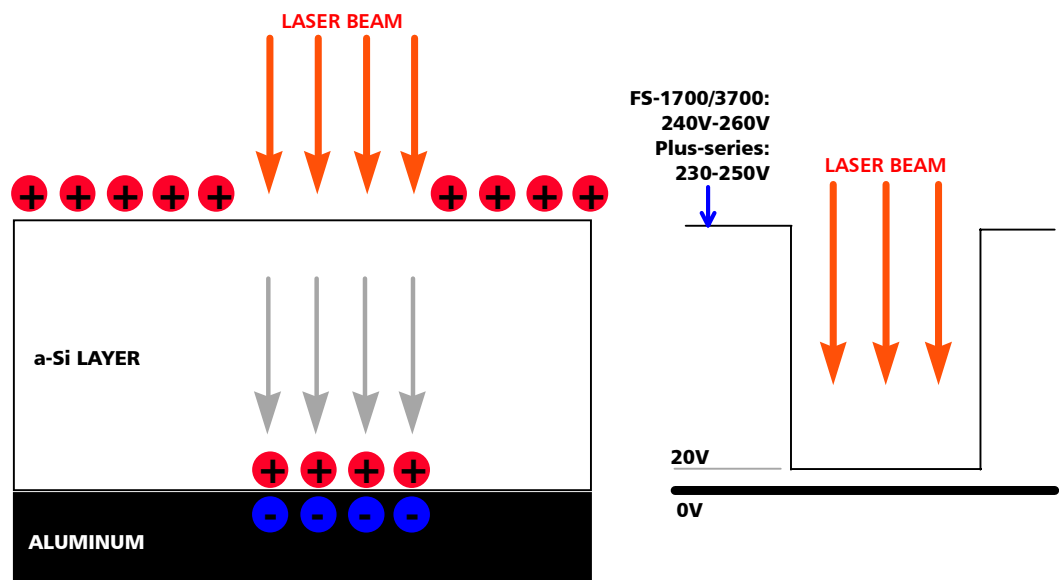 LASER BEAM
+ + + + + + + + +
a-Si LAYER
+ + + +
- - - -
ALUMINUM
FS-1700/3700:
240V-260V
Plus-series:
230-250V
LASER BEAM
20V
0V